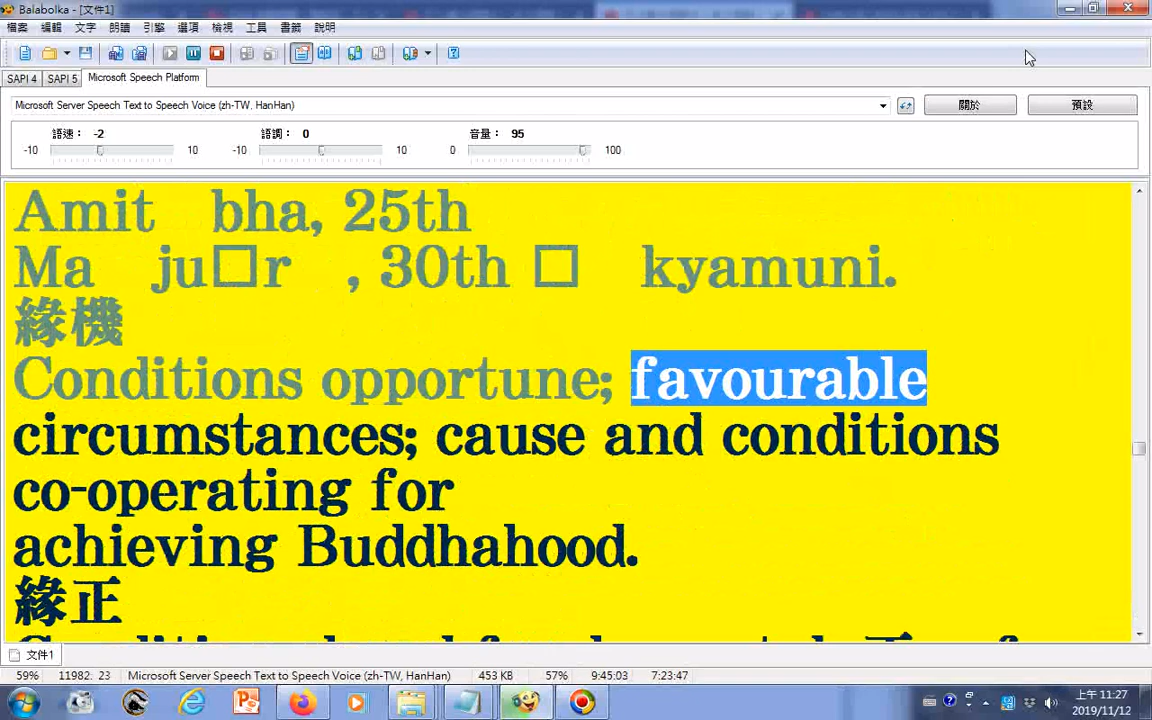 Balabolka - [文件1]
檔案 編輯 文字 朗讀 引擎 選項 檢視 工具 書籤 說明
SAPI 4 SAPI 5 Microsoft Speech Platform
Microsoft Server Speech Text to Speech Voice (zh-TW, HanHan) 關於 預設
語速: -2 語調: 0 音量: 95
-10 10 -10 10 0 100
Amit bha, 25th
Ma ju□r , 30th □ kyamuni.
緣機
Conditions opportune; favourable
circumstances; cause and conditions
co-operating for
achieving Buddhahood.
緣正
文件1
59% 11982: 23 Microsoft Server Speech Text to Speech Voice (zh-TW, HanHan) 453 KB 57% 9:45:03 7:23:47
上午 11:27
2019/11/12